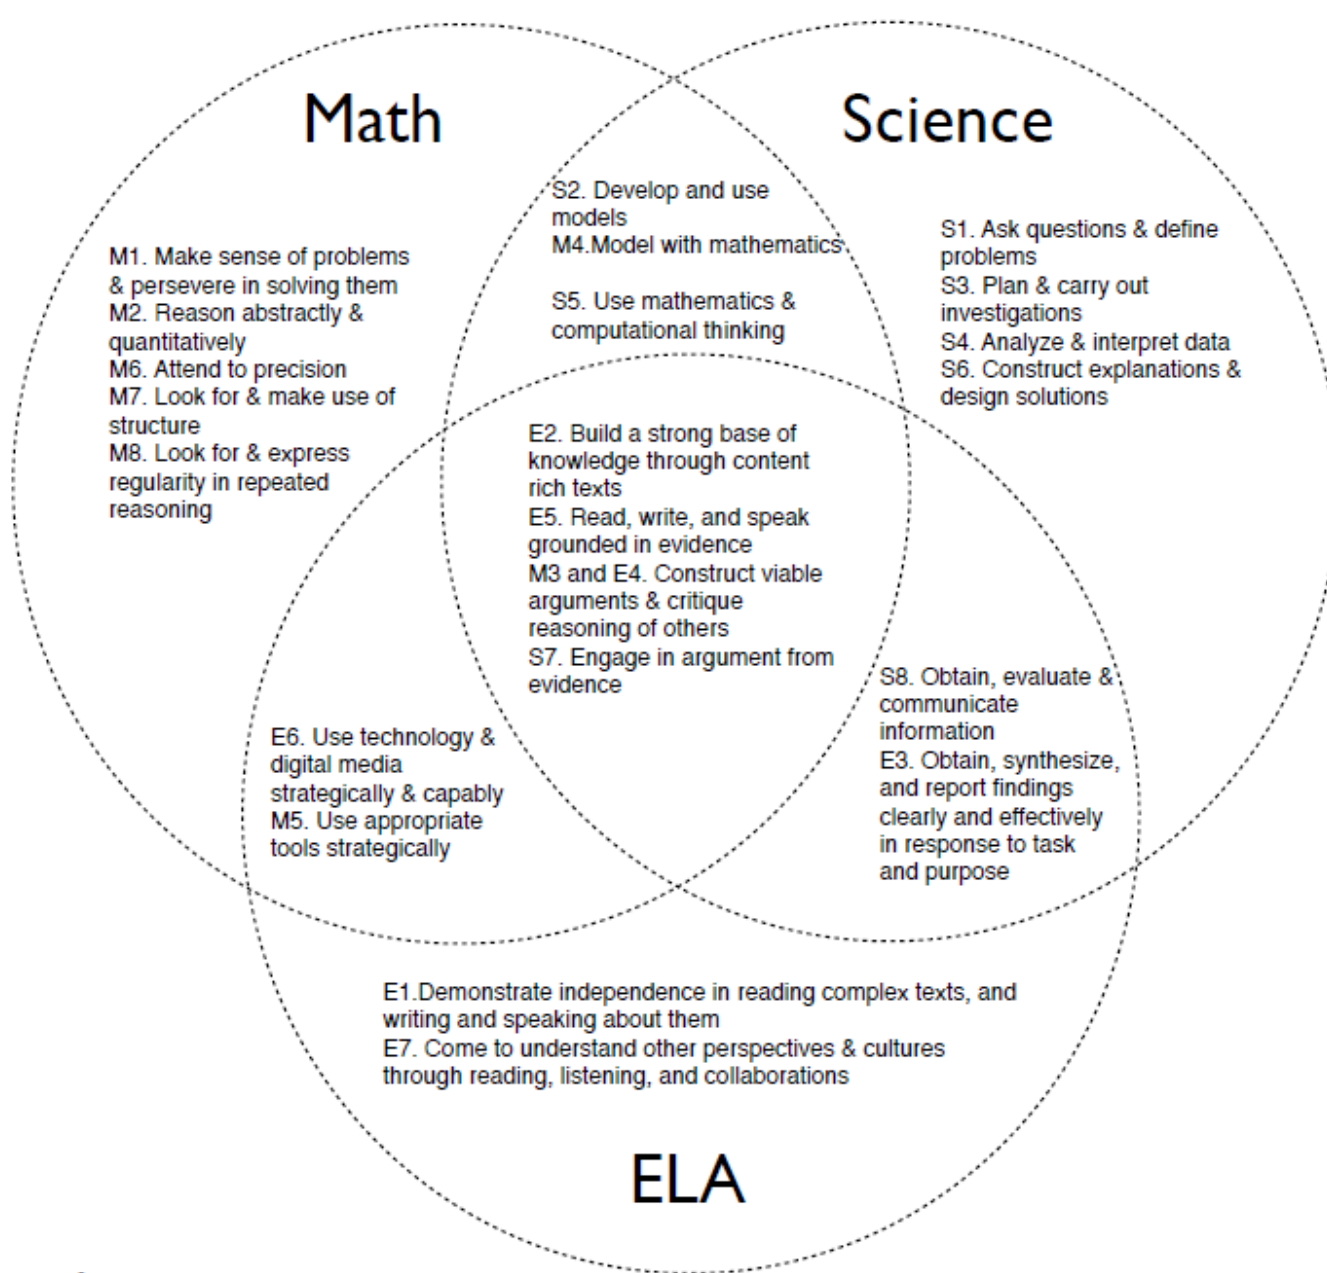 Math
Science
S2. Develop and use
models
M4.Model with mathematics
S5. Use mathematics &
computational thinking
M1. Make sense of problems
& persevere in solving them
M2. Reason abstractly &
quantitatively
M6. Attend to precision
M7. Look for & make use of
structure
M8. Look for & express
regularity in repeated
reasoning
S1. Ask questions & define
problems
S3. Plan & carry out
investigations
S4. Analyze & interpret data
S6. Construct explanations &
design solutions
E2. Build a strong base of
knowledge through content
rich texts
E5. Read, write, and speak
grounded in evidence
M3 and E4. Construct viable
arguments & critique
reasoning of others
S7. Engage in argument from
evidence
E6. Use technology &
digital media
strategically & capably
M5. Use appropriate
tools strategically
S8. Obtain, evaluate &
communicate
information
E3. Obtain, synthesize,
and report findings
clearly and effectively
in response to task
and purpose
E1.Demonstrate independence in reading complex texts, and
writing and speaking about them
E7. Come to understand other perspectives & cultures
through reading, listening, and collaborations
ELA